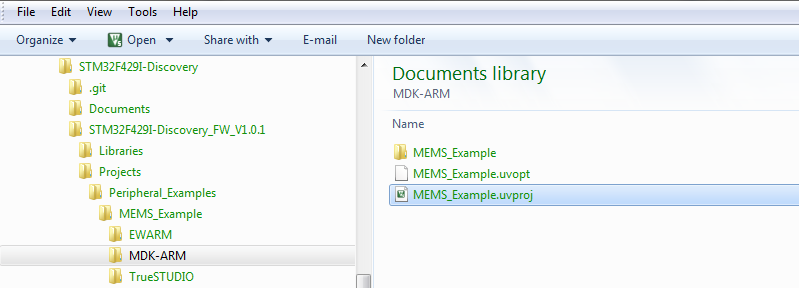 File Edit View Tools Help
Organize Open Share with E-mail New folder
STM32F429I-Discovery
.git
Documents
STM32F429I-Discovery_FW_V1.0.1
Libraries
Projects
Peripheral_Examples
MEMS_Example
EWARM
MDK-ARM
TrueSTUDIO
Documents library
MDK-ARM
Name
MEMS_Example
MEMS_Example.uvopt
MEMS_Example.uvproj